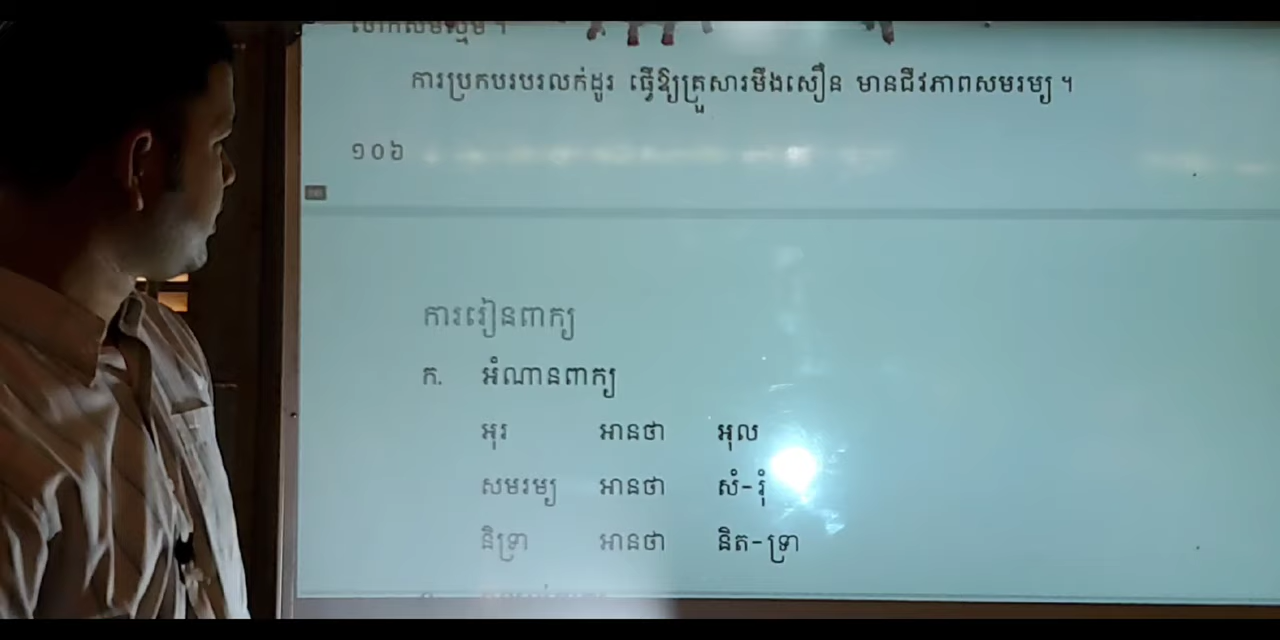 ការប្រកបរបរលក់ដូរ ធ្វើឱ្យគ្រួសារមីងសឿន មានជីវភាពសមរម្យ ។
១០៦
ការរៀនពាក្យ
ក. អំណានពាក្យ
អុរ អានថា អុល
សមរម្យ អានថា សំ-រុំ
និទ្រា អានថា និត-ទ្រា